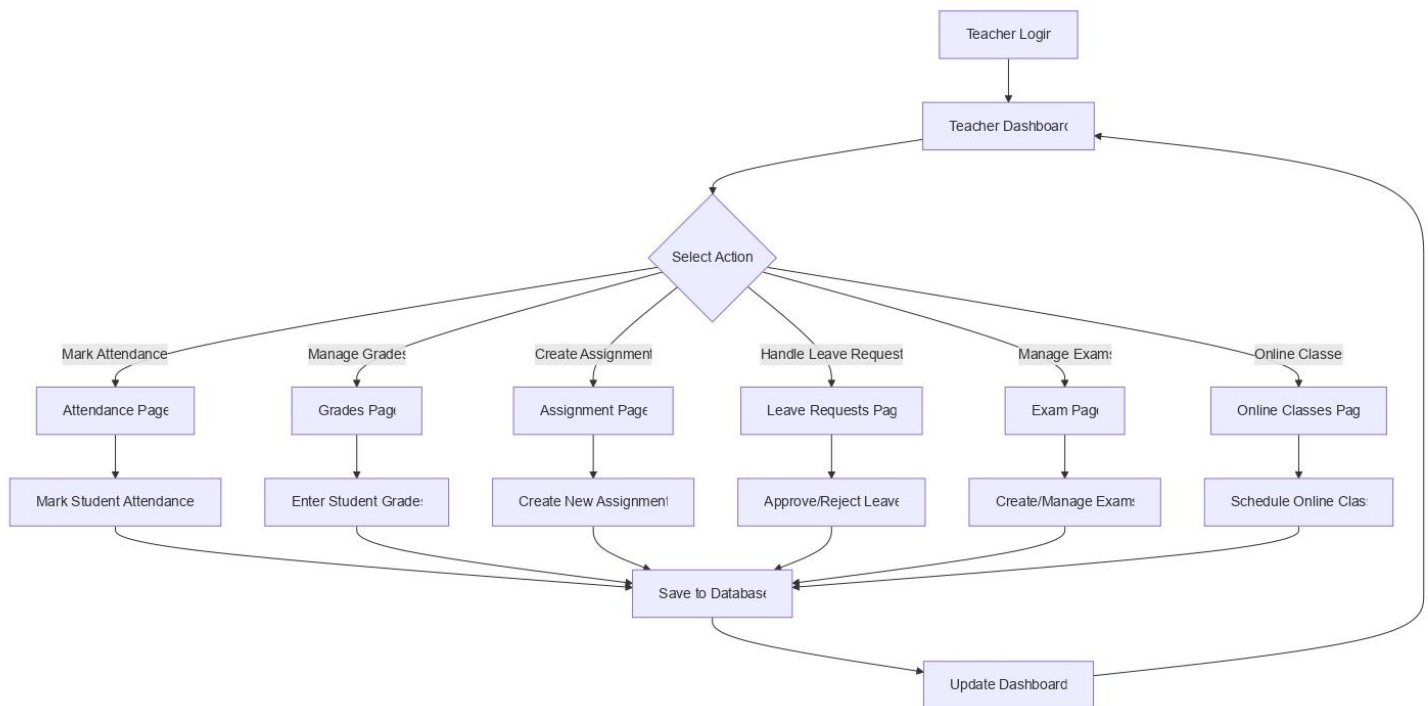 Teacher Login
Teacher Dashboard
Select Action
Mark Attendance
Manage Grades
Create Assignment
Handle Leave Request
Manage Exams
Online Classe
Attendance Page
Grades Page
Assignment Page
Leave Requests Pag
Exam Page
Online Classes Pag
Mark Student Attendance
Enter Student Grades
Create New Assignment
Approve/Reject Leave
Create/Manage Exams
Schedule Online Clas
Save to Database
Update Dashboard